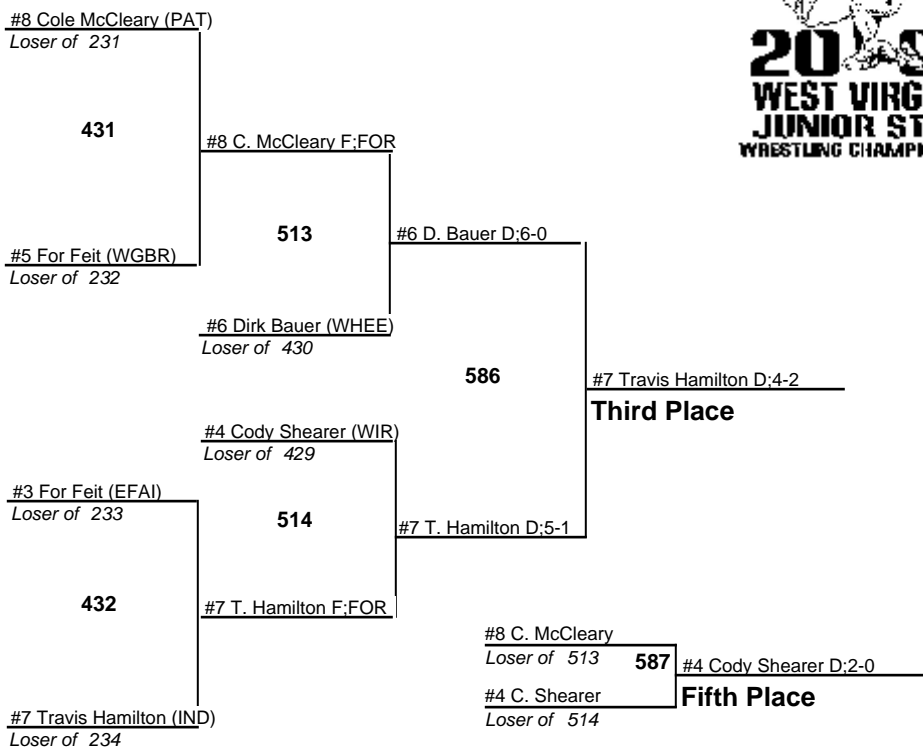 #8 Cole McCleary (PAT)
Loser of 231
431
#8 C. McCleary F;FOR
#5 For Feit (WGBR)
Loser of 232
513
#6 D. Bauer D;6-0
#6 Dirk Bauer (WHEE)
Loser of 430
586
#7 Travis Hamilton D;4-2
Third Place
#4 Cody Shearer (WIR)
Loser of 429
#3 For Feit (EFAI)
Loser of 233
514
#7 T. Hamilton D;5-1
432
#7 T. Hamilton F;FOR
#7 Travis Hamilton (IND)
Loser of 234
#8 C. McCleary
Loser of 513
587
#4 Cody Shearer D;2-0
Fifth Place
#4 C. Shearer
Loser of 514
20
WEST VIRG
JUNIOR ST
WRESTLING CHAMP